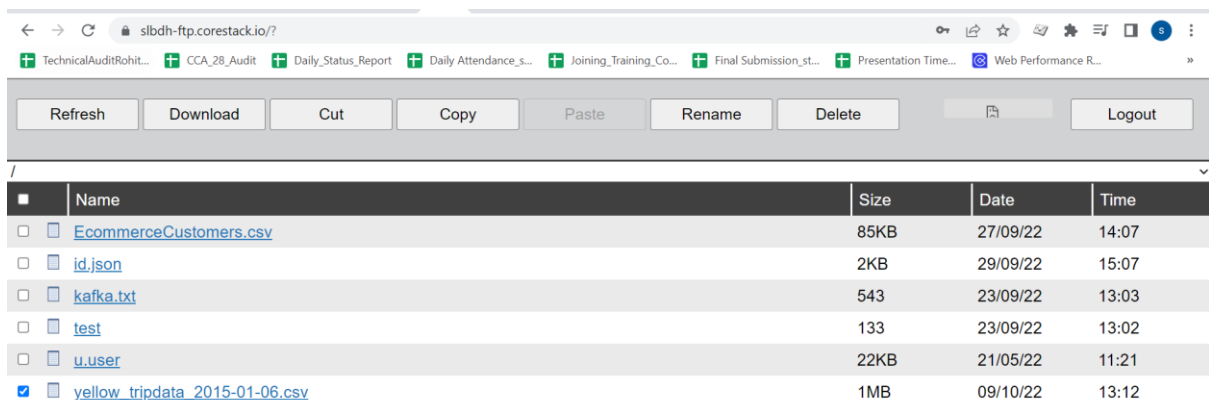 slbdh-ftp.corestack.io/?
S
TechnicalAuditRohit... CCA_28_Audit Daily_Status_Report Daily Attendance_s... Joining_Training_Co... Final Submission_st... Presentation Time... Web Performance R... »
Refresh Download Cut Copy Paste Rename Delete Logout
/
Name Size Date Time
EcommerceCustomers.csv 85KB 27/09/22 14:07
id.json 2KB 29/09/22 15:07
kafka.txt 543 23/09/22 13:03
test 133 23/09/22 13:02
u.user 22KB 21/05/22 11:21
yellow_tripdata_2015-01-06.csv 1MB 09/10/22 13:12